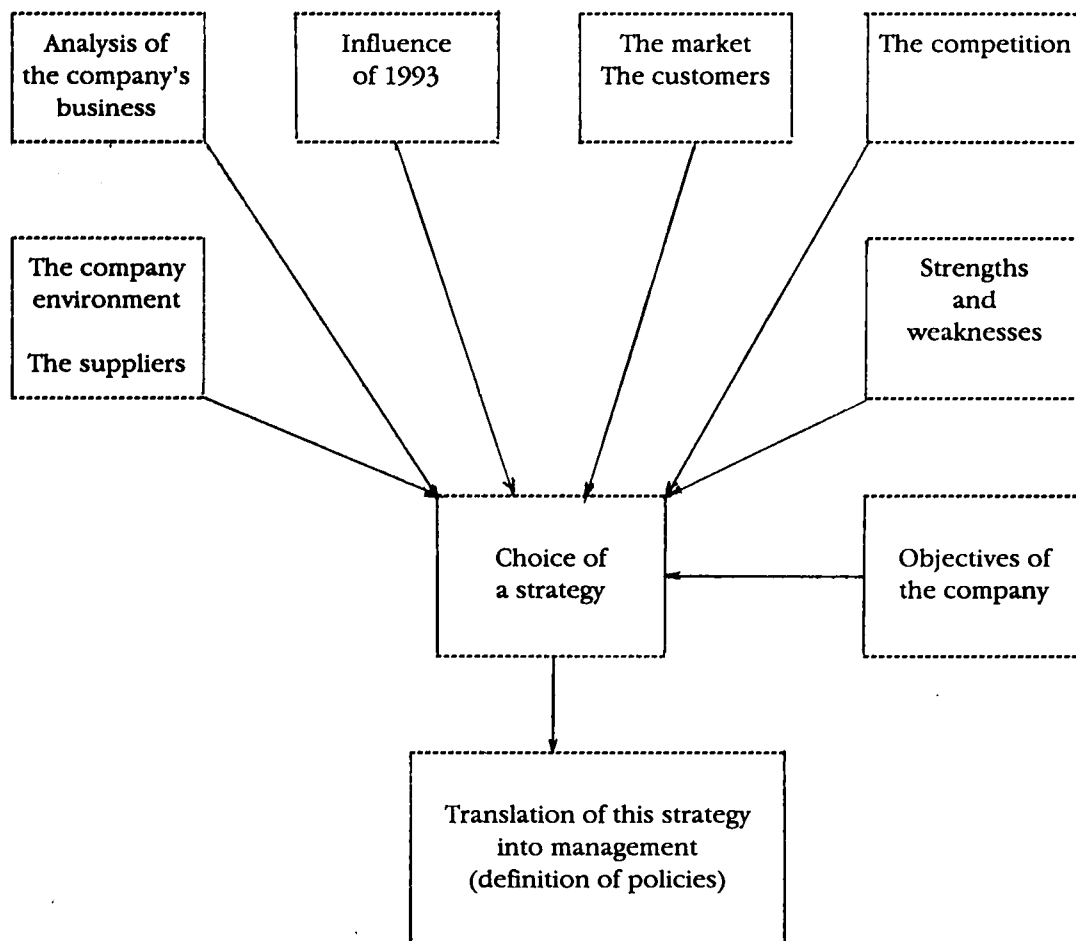 Analysis of
the company's
business
Influence
of 1993
The market
The customers
The competition
The company
environment
The suppliers
Strengths
and
weaknesses
Choice of
a strategy
Objectives of
the company
Translation of this strategy
into management
(definition of policies)